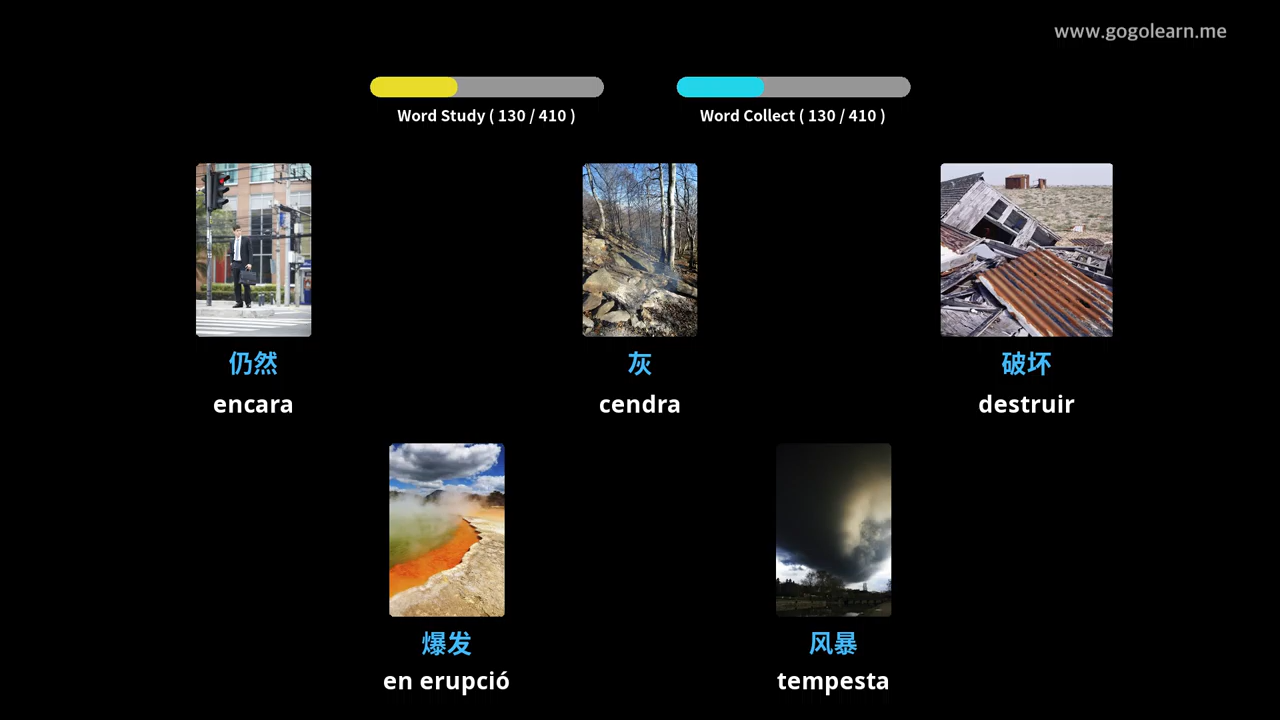 www.gogolearn.me
Word Study ( 130 / 410 )
Word Collect ( 130 / 410 )
仍然
encara
灰
cendra
破坏
destruir
爆发
en erupció
风暴
tempesta